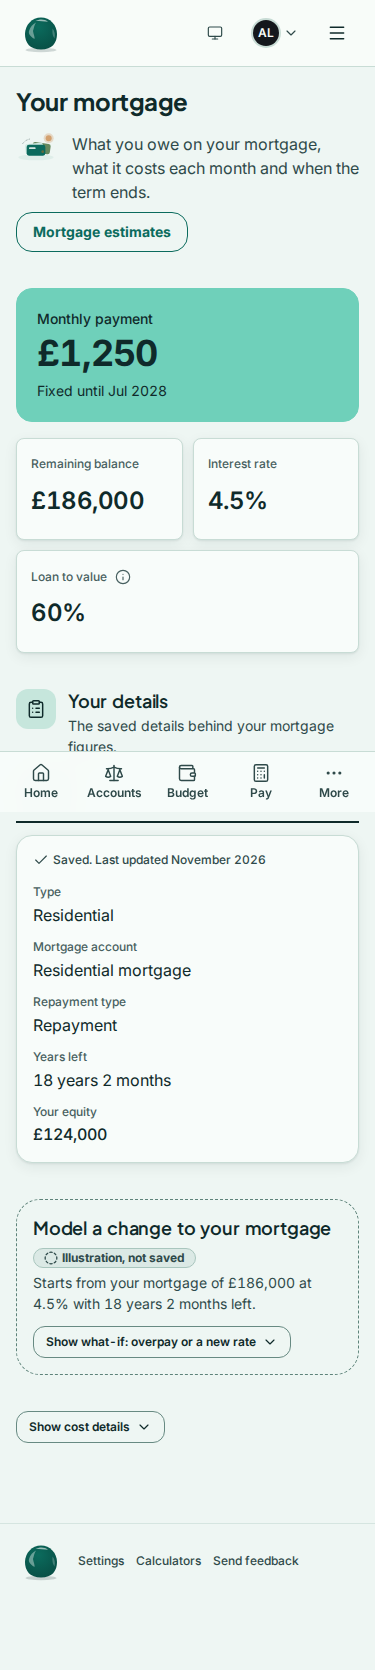 AL
Your mortgage
What you owe on your mortgage,
what it costs each month and when the
term ends.
Mortgage estimates
Monthly payment
£1,250
Fixed until Jul 2028
Remaining balance
£186,000
Interest rate
4.5%
Loan to value
60%
Your details
The saved details behind your mortgage
figures.
Home
Accounts
Budget
Pay
More
Saved. Last updated November 2026
Type
Residential
Mortgage account
Residential mortgage
Repayment type
Repayment
Years left
18 years 2 months
Your equity
£124,000
Model a change to your mortgage
Illustration, not saved
Starts from your mortgage of £186,000 at
4.5% with 18 years 2 months left.
Show what-if: overpay or a new rate
Show cost details
Settings
Calculators
Send feedback